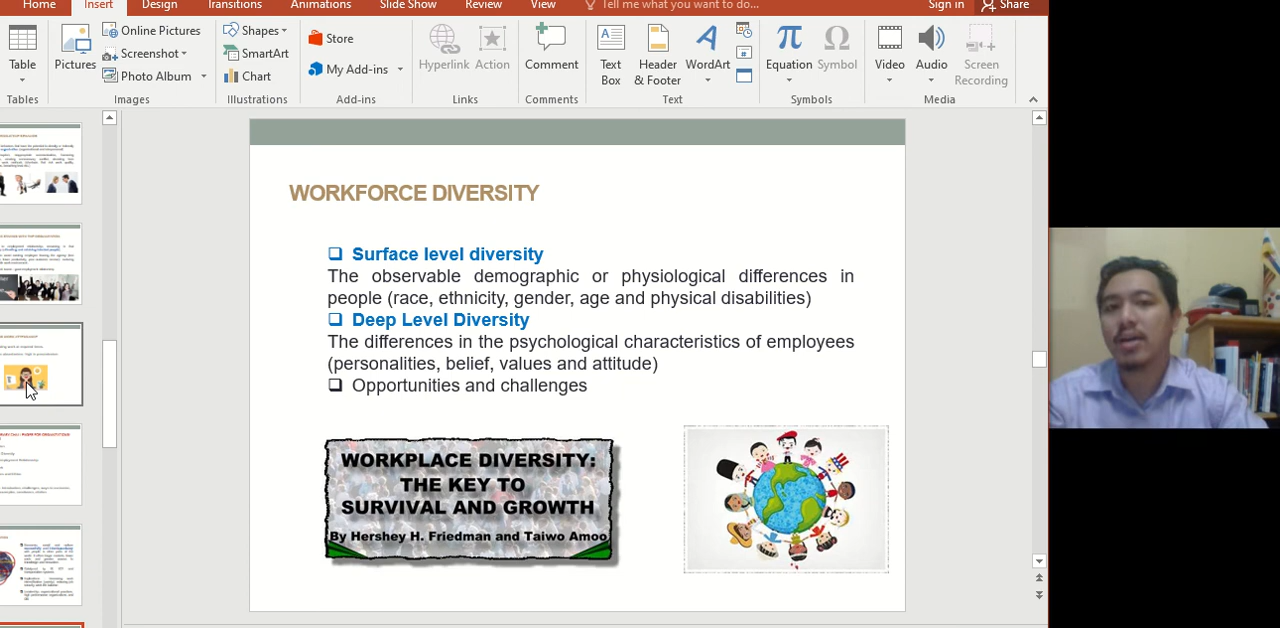 Home Insert Design Transitions Animations Slide Show Review View Tell me what you want to do... Sign in Share
Table
Pictures
Online Pictures
Screenshot
Photo Album
Shapes
SmartArt
Chart
Store
My Add-ins
Hyperlink Action
Comment
Text Box
Header & Footer
WordArt
Equation Symbol
Video Audio Screen Recording
Tables Images Illustrations Add-ins Links Comments Text Symbols Media
WORKFORCE DIVERSITY
Surface level diversity
The observable demographic or physiological differences in
people (race, ethnicity, gender, age and physical disabilities)
Deep Level Diversity
The differences in the psychological characteristics of employees
(personalities, belief, values and attitude)
Opportunities and challenges
WORKPLACE DIVERSITY:
THE KEY TO
SURVIVAL AND GROWTH
By Hershey H. Friedman and Taiwo Amoo